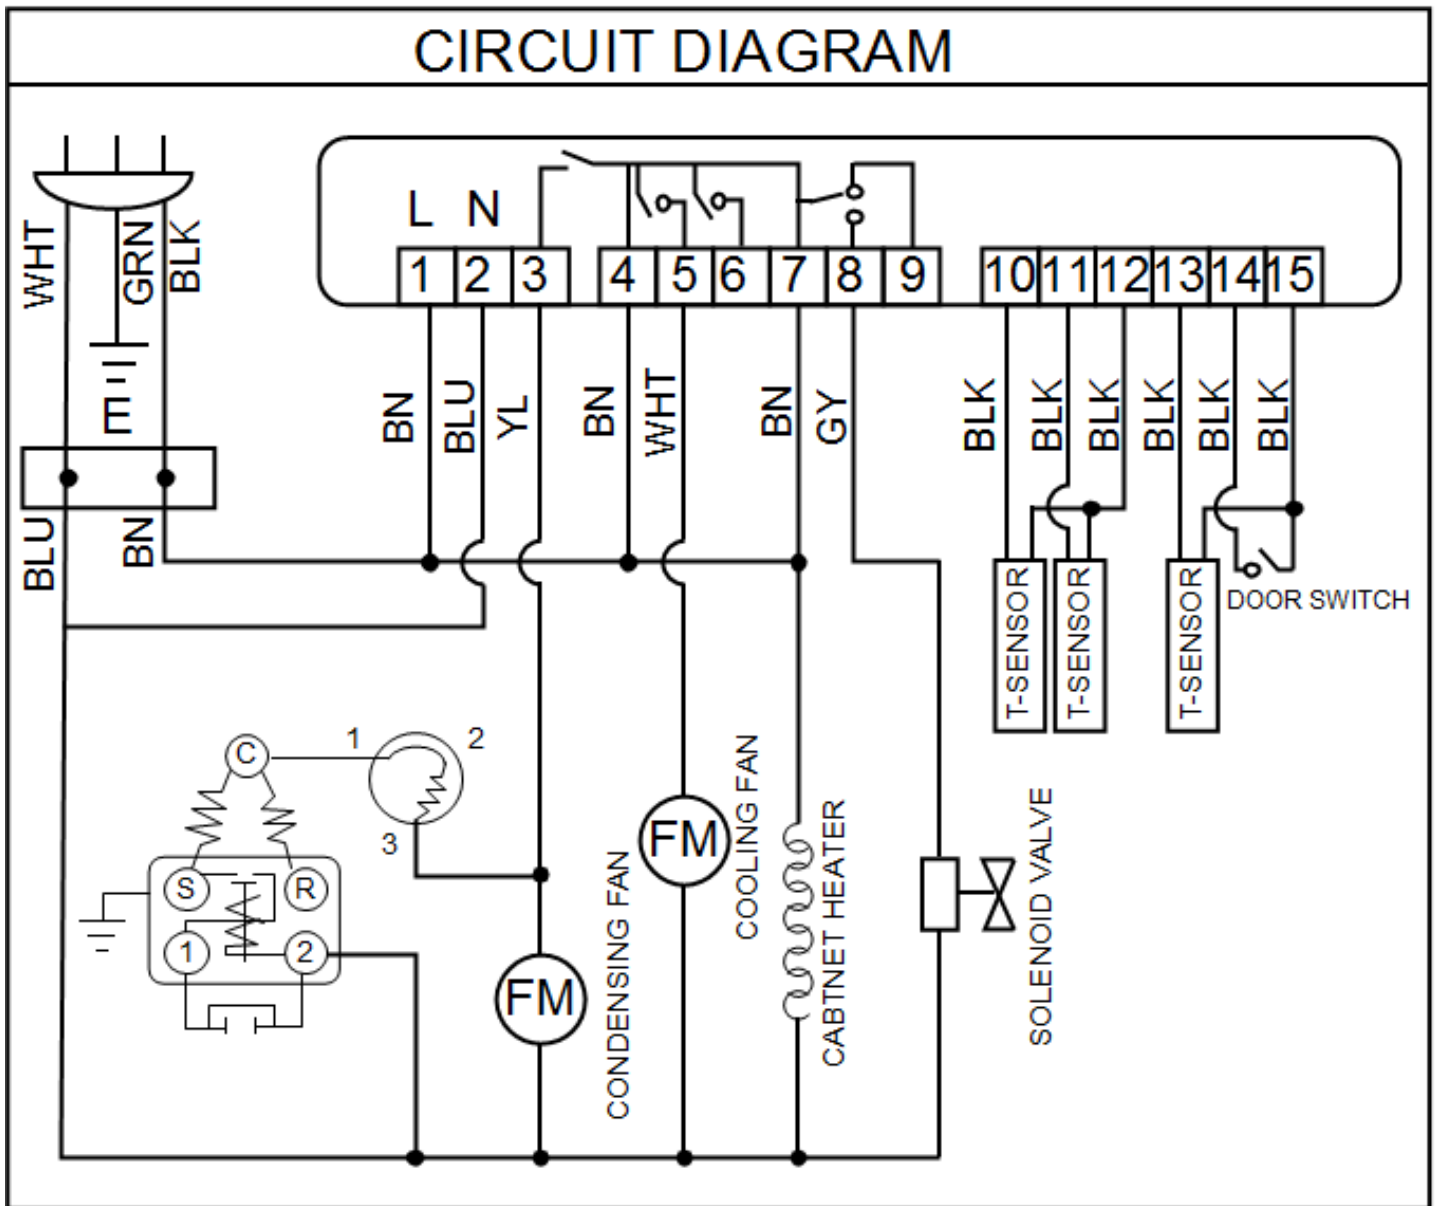 CIRCUIT DIAGRAM
WHT
GRN
BLK
E
BLU
BN
L N
1 2 3 4 5 6 7 8 9 10 11 12 13 14 15
BN
BLU
YL
BN
WHT
BN
GY
BLK
BLK
BLK
BLK
BLK
BLK
T-SENSOR
T-SENSOR
T-SENSOR
DOOR SWITCH
C
1
2
3
S
R
1
2
FM
CONDENSING FAN
FM
COOLING FAN
CABTNET HEATER
SOLENOID VALVE